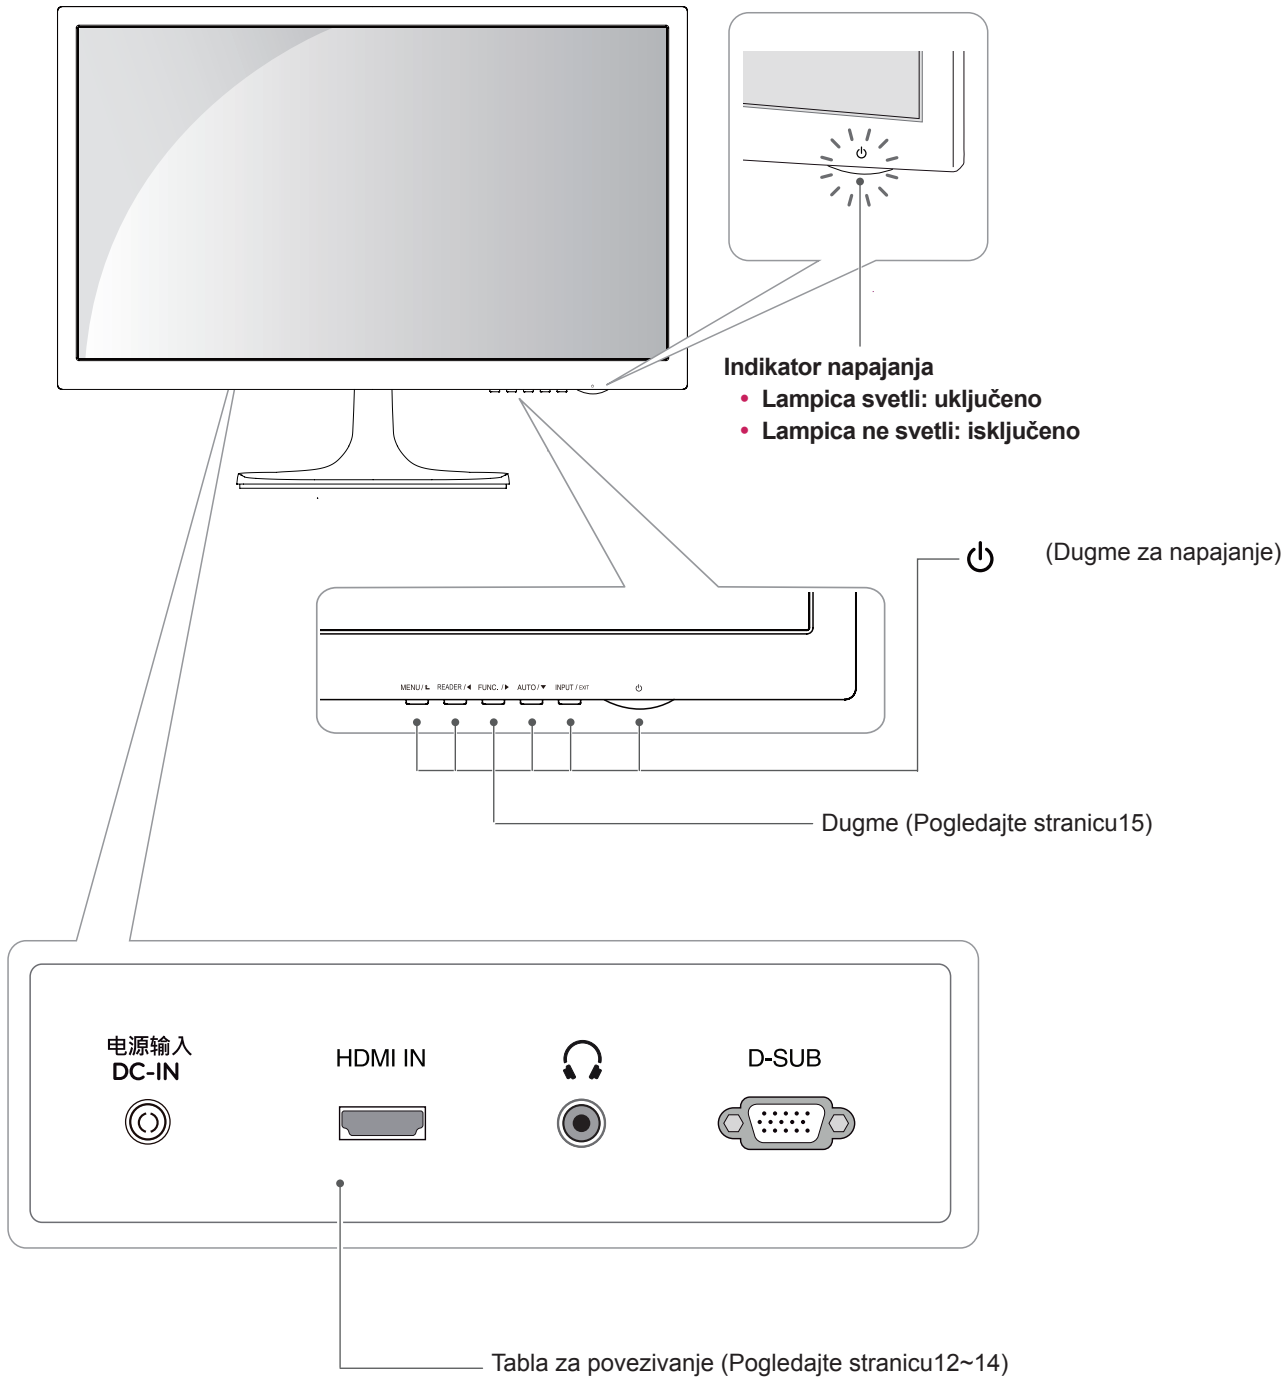 Indikator napajanja
• Lampica svetli: uključeno
• Lampica ne svetli: isključeno
(Dugme za napajanje)
MENU / READER / ◄ FUNC. / ► AUTO / ▼ INPUT / EXIT
Dugme (Pogledajte stranicu15)
电源输入
DC-IN
HDMI IN
D-SUB
Tabla za povezivanje (Pogledajte stranicu12~14)